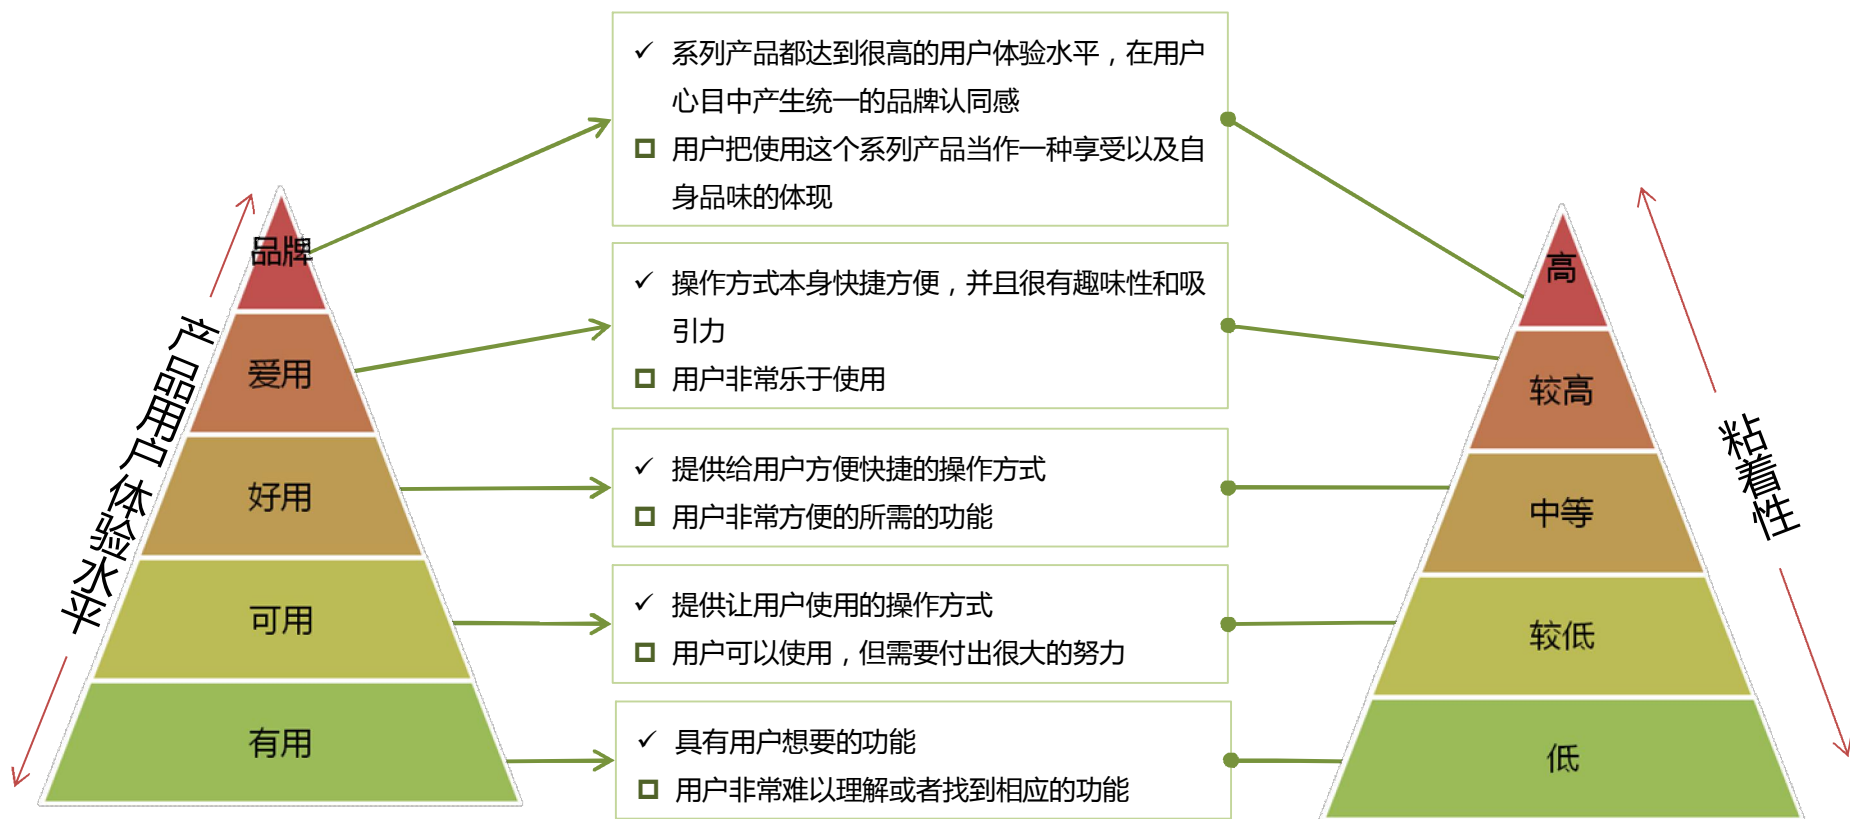 产品用户体验水平
品牌
爱用
好用
可用
有用
系列产品都达到很高的用户体验水平，在用户
心目中产生统一的品牌认同感
用户把使用这个系列产品当作一种享受以及自
身品味的体现
操作方式本身快捷方便，并且很有趣味性和吸
引力
用户非常乐于使用
提供给用户方便快捷的操作方式
用户非常方便的所需的功能
提供让用户使用的操作方式
用户可以使用，但需要付出很大的努力
具有用户想要的功能
用户非常难以理解或者找到相应的功能
高
较高
中等
较低
低
粘着性